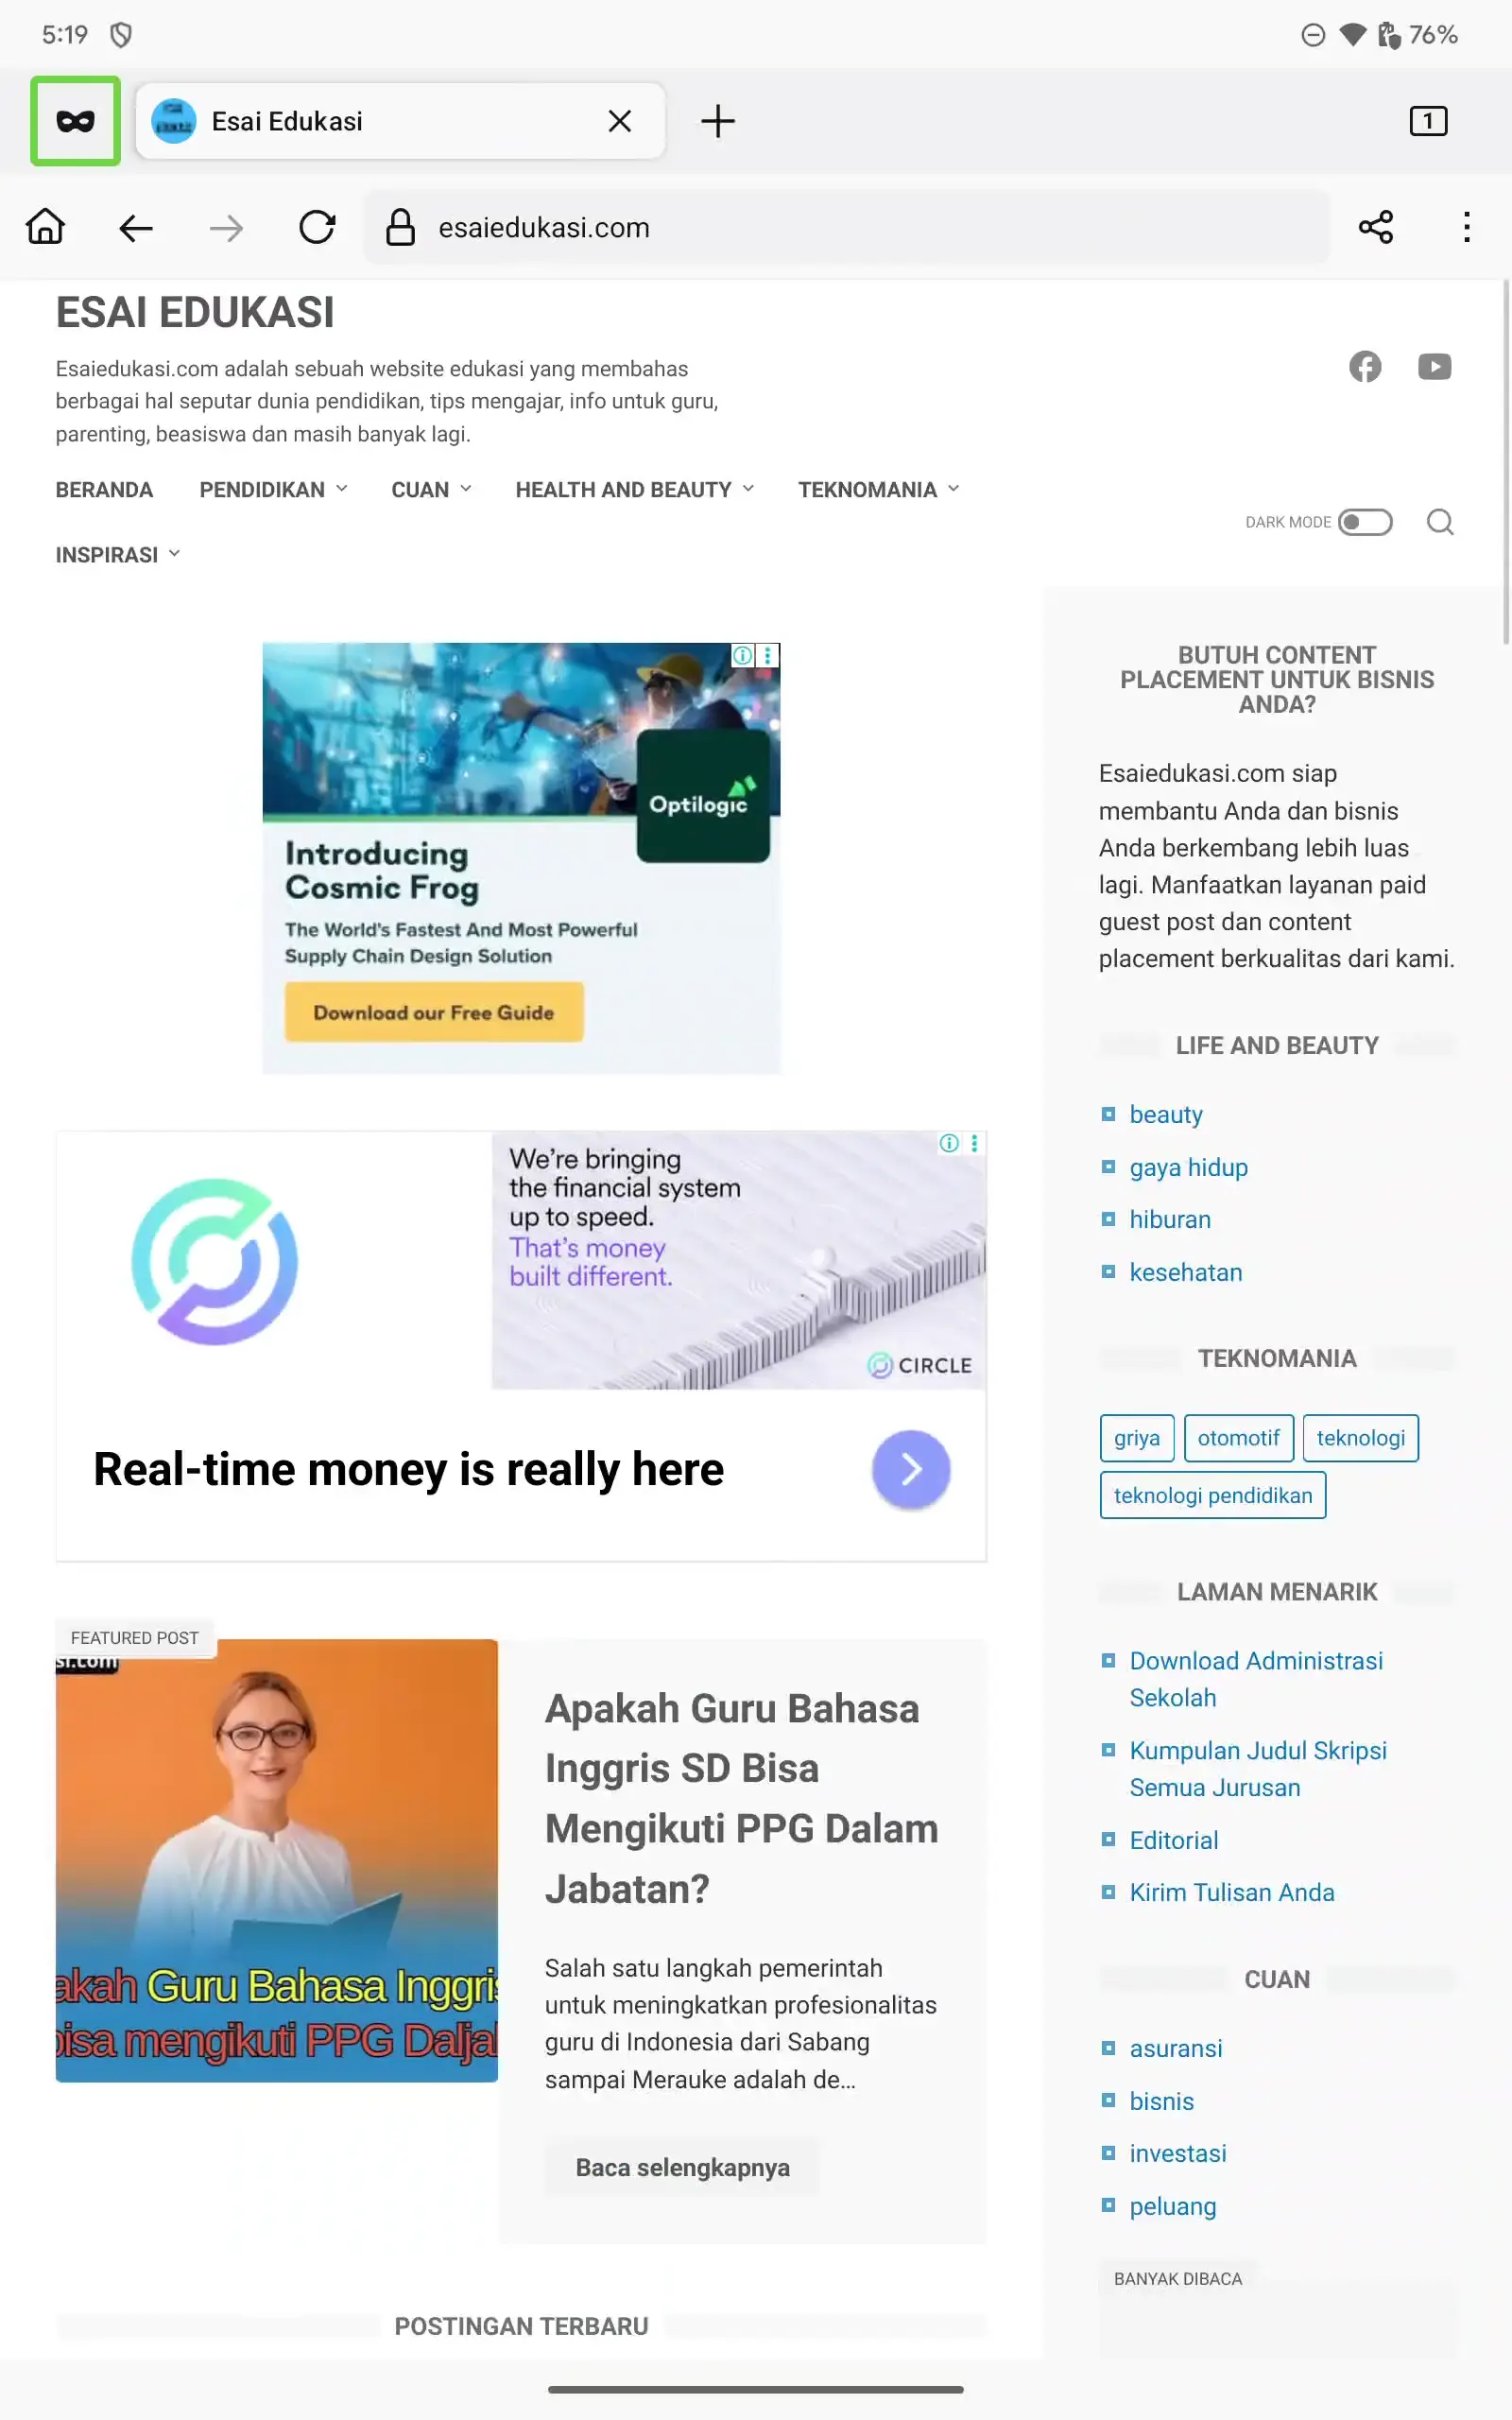 5:19
76%
Esai Edukasi
1
esaiedukasi.com
ESAI EDUKASI
Esaiedukasi.com adalah sebuah website edukasi yang membahas
berbagai hal seputar dunia pendidikan, tips mengajar, info untuk guru,
parenting, beasiswa dan masih banyak lagi.
BERANDA
PENDIDIKAN
CUAN
HEALTH AND BEAUTY
TEKNOMANIA
INSPIRASI
DARK MODE
Optilogic
Introducing
Cosmic Frog
The World's Fastest And Most Powerful
Supply Chain Design Solution
Download our Free Guide
We're bringing
the financial system
up to speed.
That's money
built different.
CIRCLE
Real-time money is really here
FEATURED POST
si.com
akah Guru Bahasa Inggris
bisa mengikuti PPG Daljal
Apakah Guru Bahasa
Inggris SD Bisa
Mengikuti PPG Dalam
Jabatan?
Salah satu langkah pemerintah
untuk meningkatkan profesionalitas
guru di Indonesia dari Sabang
sampai Merauke adalah de...
Baca selengkapnya
POSTINGAN TERBARU
BUTUH CONTENT
PLACEMENT UNTUK BISNIS
ANDA?
Esaiedukasi.com siap
membantu Anda dan bisnis
Anda berkembang lebih luas
lagi. Manfaatkan layanan paid
guest post dan content
placement berkualitas dari kami.
LIFE AND BEAUTY
beauty
gaya hidup
hiburan
kesehatan
TEKNOMANIA
griya
otomotif
teknologi
teknologi pendidikan
LAMAN MENARIK
Download Administrasi
Sekolah
Kumpulan Judul Skripsi
Semua Jurusan
Editorial
Kirim Tulisan Anda
CUAN
asuransi
bisnis
investasi
peluang
BANYAK DIBACA